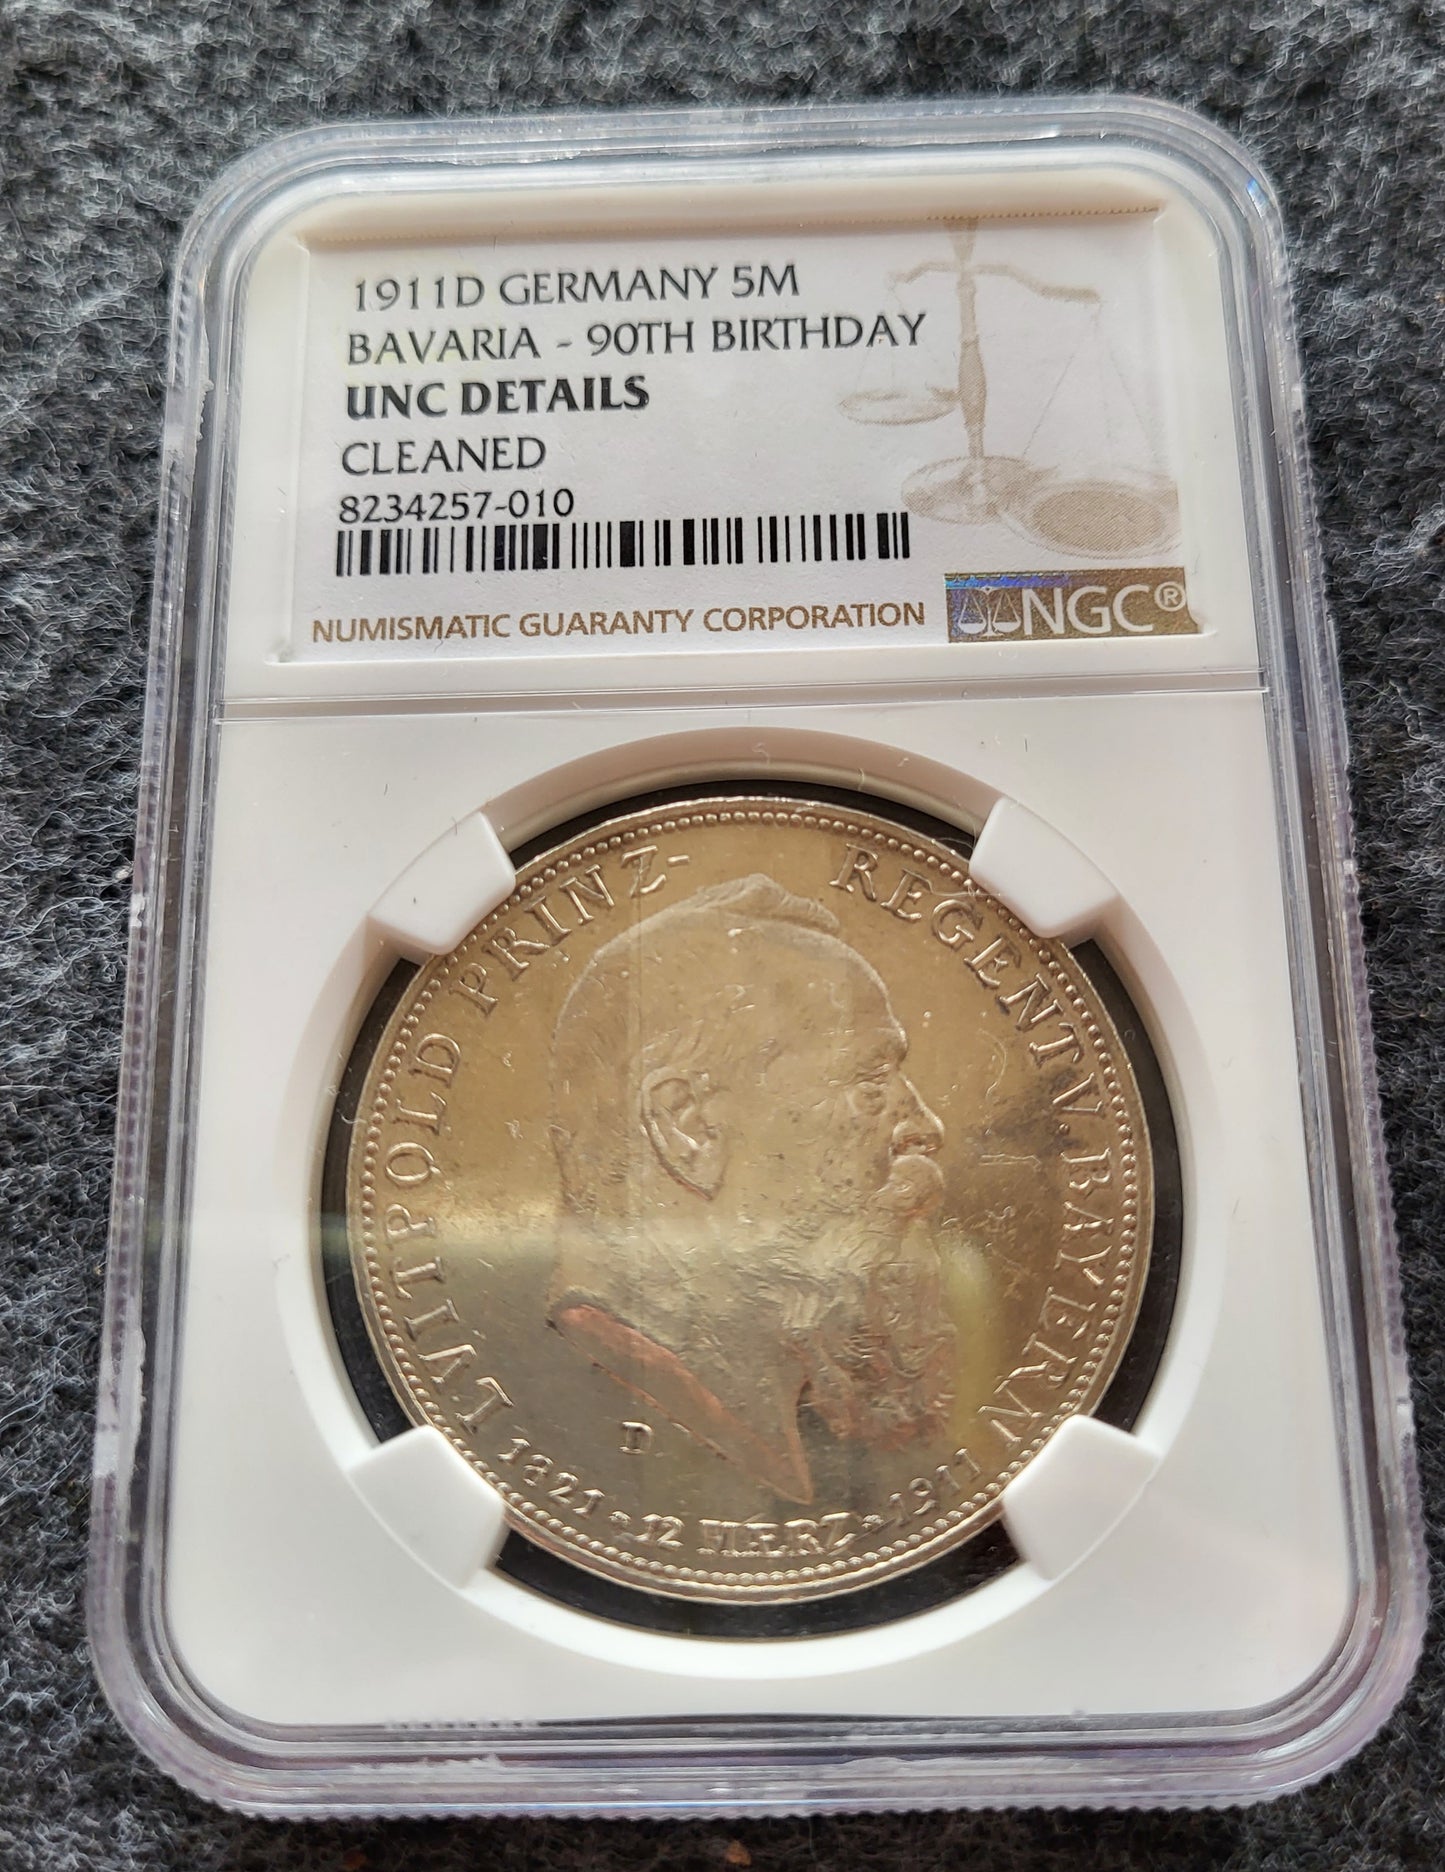 1911D GERMANY 5M
BAVARIA - 90TH BIRTHDAY
UNC DETAILS
CLEANED
8234257-010
NUMISMATIC GUARANTY CORPORATION
NGC®
LVITPOLD PRINZ-REGENT V. BAYERN
D
1821 * 12 MÆRZ * 1911